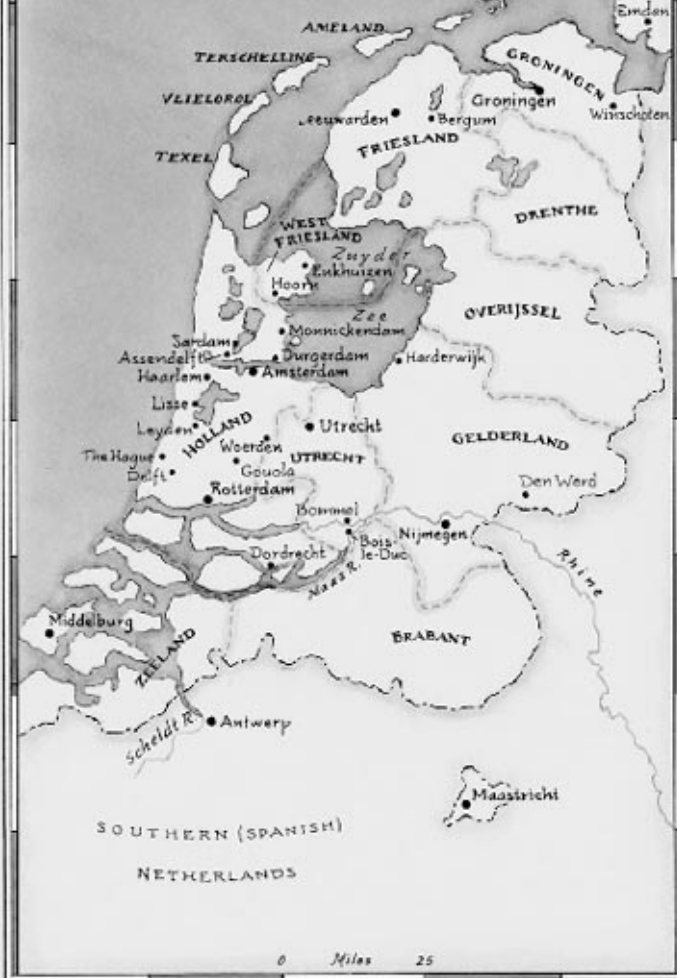 Emden
AMELAND
TERSCHELLING
GRONINGEN
VLIELOROL
Groningen
Winschoten
Leeuwarden
Bergum
FRIESLAND
TEXEL
DRENTHE
WEST
FRIESLAND
Zuyder
Enkhuizen
Hoorn
Zee
OVERIJSSEL
Monnickendam
Sardam
Assendelft
Durgerdam
Harderwijk
Haarlem
Amsterdam
Lisse
Leyden
HOLLAND
Utrecht
Woerden
GELDERLAND
The Hague
UTRECHT
Delft
Gouola
Den Werd
Rotterdam
Bommel
Nijmegen
Bois-
le-Duc
Dordrecht
Maas R.
Rhine
Middelburg
ZEELAND
BRABANT
Antwerp
Scheldt R.
Maastricht
SOUTHERN (SPANISH)
NETHERLANDS
0 Miles 25